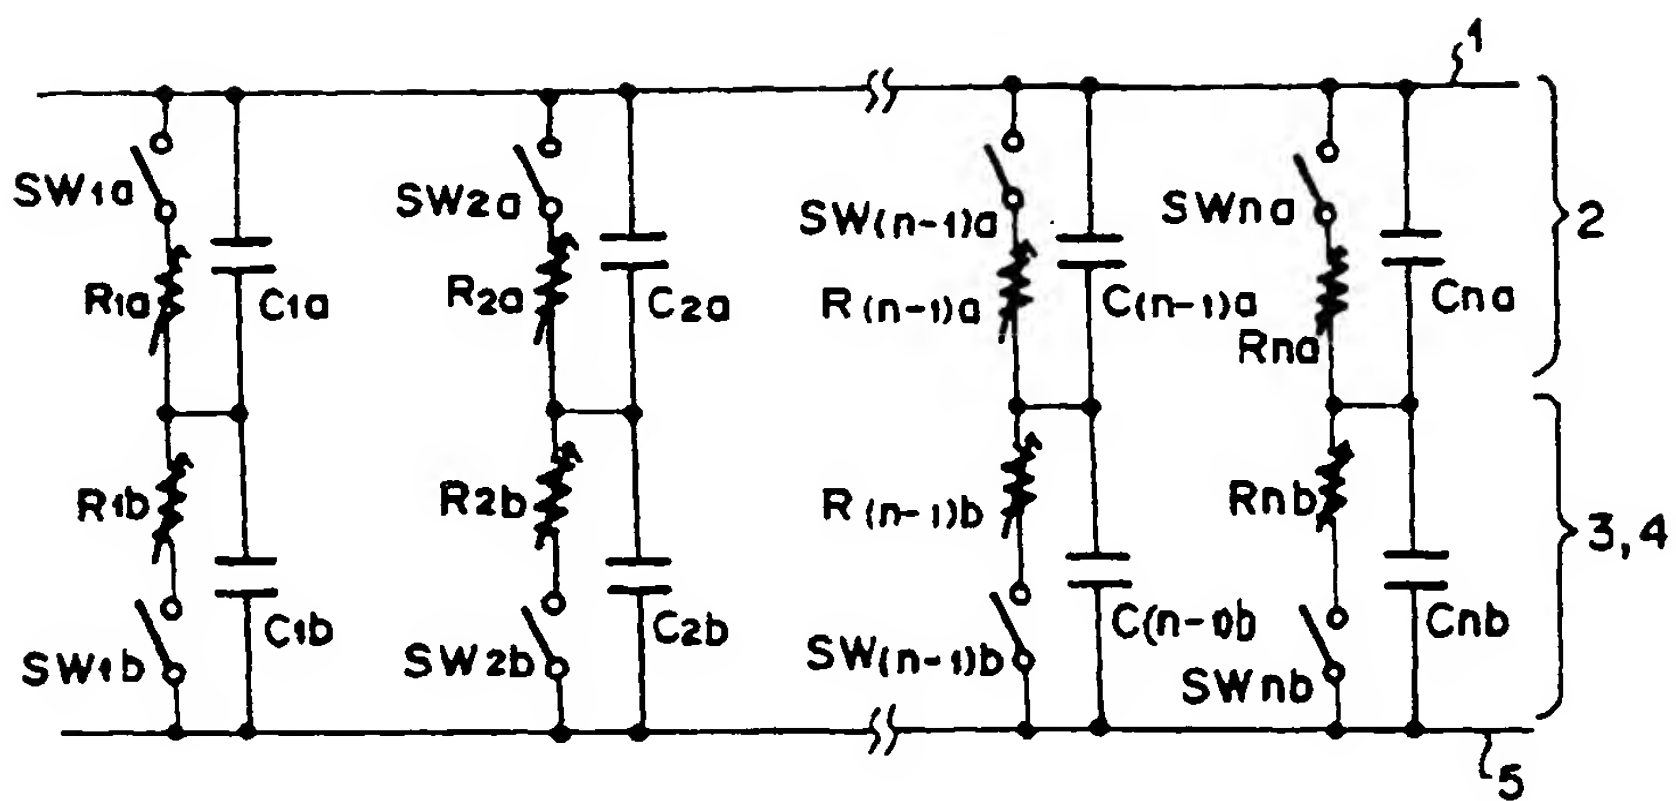 1
SW1a
SW2a
SW(n-1)a
SWna
2
R1a
C1a
R2a
C2a
R(n-1)a
C(n-1)a
Rna
Cna
R1b
R2b
R(n-1)b
Rnb
3,4
C1b
C2b
C(n-1)b
Cnb
SW1b
SW2b
SW(n-1)b
SWnb
5